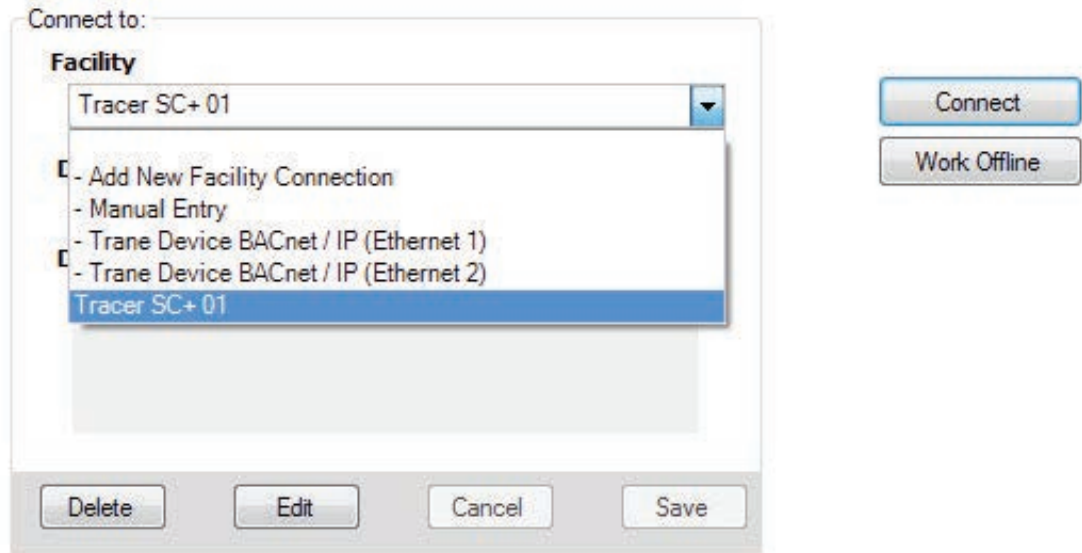 Connect to:
Facility
Tracer SC+ 01
- Add New Facility Connection
- Manual Entry
- Trane Device BACnet / IP (Ethernet 1)
- Trane Device BACnet / IP (Ethernet 2)
Tracer SC+ 01
Connect
Work Offline
Delete Edit Cancel Save